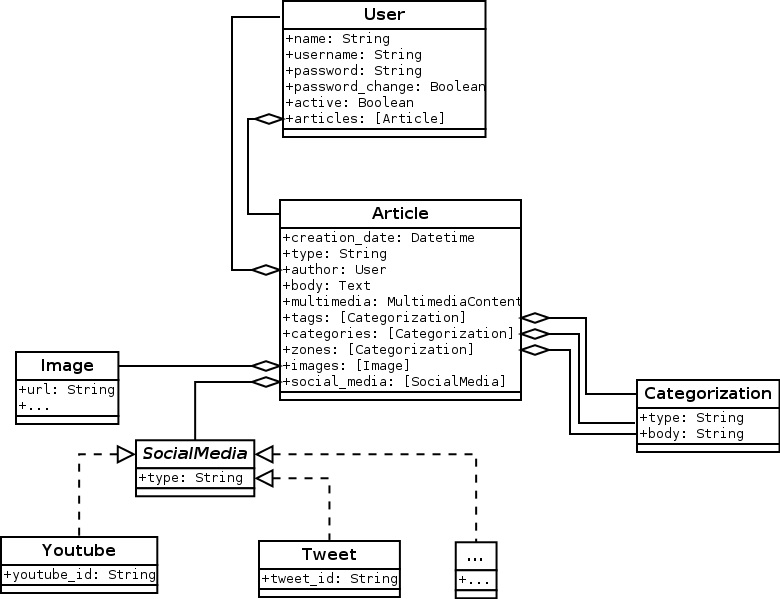 User
+name: String
+username: String
+password: String
+password_change: Boolean
+active: Boolean
+articles: [Article]
Article
+creation_date: Datetime
+type: String
+author: User
+body: Text
+multimedia: MultimediaContent
+tags: [Categorization]
+categories: [Categorization]
+zones: [Categorization]
+images: [Image]
+social_media: [SocialMedia]
Image
+url: String
+...
Categorization
+type: String
+body: String
SocialMedia
+type: String
Youtube
+youtube_id: String
Tweet
+tweet_id: String
...
+...